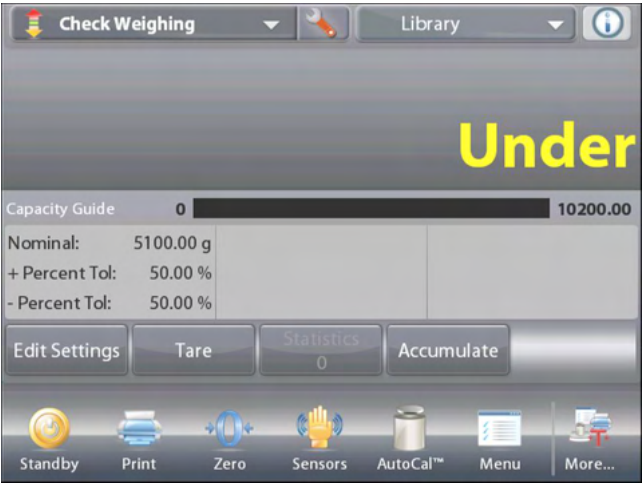 Check Weighing
Library
Under
Capacity Guide 0 10200.00
Nominal: 5100.00 g
+ Percent Tol: 50.00 %
- Percent Tol: 50.00 %
Edit Settings Tare Statistics Accumulate
0
Standby Print Zero Sensors AutoCal™ Menu More...